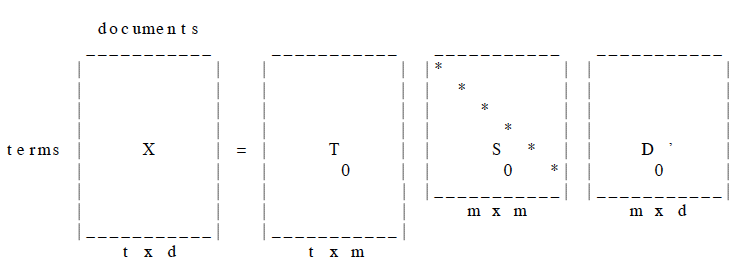 documents
terms X = T S D '
0 0 0
m x m m x d
t x d t x m